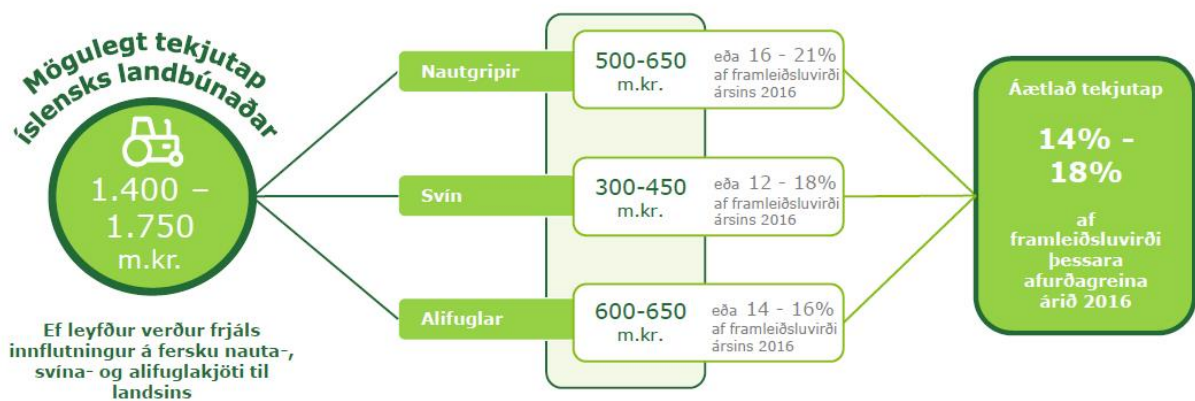 Mögulegt tekjutap
íslensks landbúnaðar
1.400 –
1.750
m.kr.
Ef leyfður verður frjáls
innflutningur á fersku nauta-,
svína- og alifuglakjöti til
landsins
Nautgripir
500-650
m.kr.
eða 16 - 21%
af framleiðsluvirði
ársins 2016
Svín
300-450
m.kr.
eða 12 - 18%
af framleiðsluvirði
ársins 2016
Alifuglar
600-650
m.kr.
eða 14 - 16%
af framleiðsluvirði
ársins 2016
Áætlað tekjutap
14% -
18%
af
framleiðsluvirði
þessara
afurðagreina
árið 2016